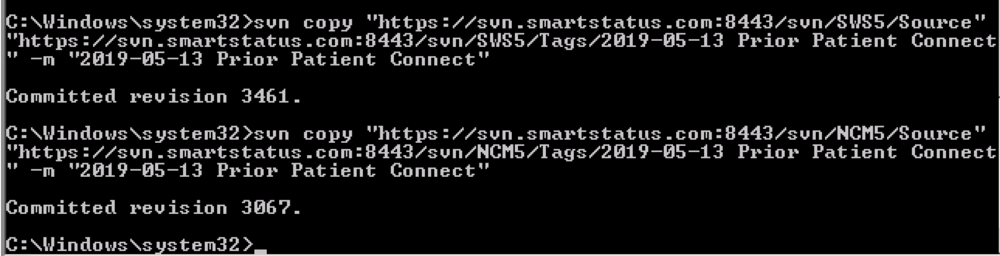 C:\Windows\system32>svn copy "https://svn.smartstatus.com:8443/svn/SWS5/Source"
"https://svn.smartstatus.com:8443/svn/SWS5/Tags/2019-05-13 Prior Patient Connect
" -m "2019-05-13 Prior Patient Connect"
Committed revision 3461.
C:\Windows\system32>svn copy "https://svn.smartstatus.com:8443/svn/NCM5/Source"
"https://svn.smartstatus.com:8443/svn/NCM5/Tags/2019-05-13 Prior Patient Connect
" -m "2019-05-13 Prior Patient Connect"
Committed revision 3067.
C:\Windows\system32>_